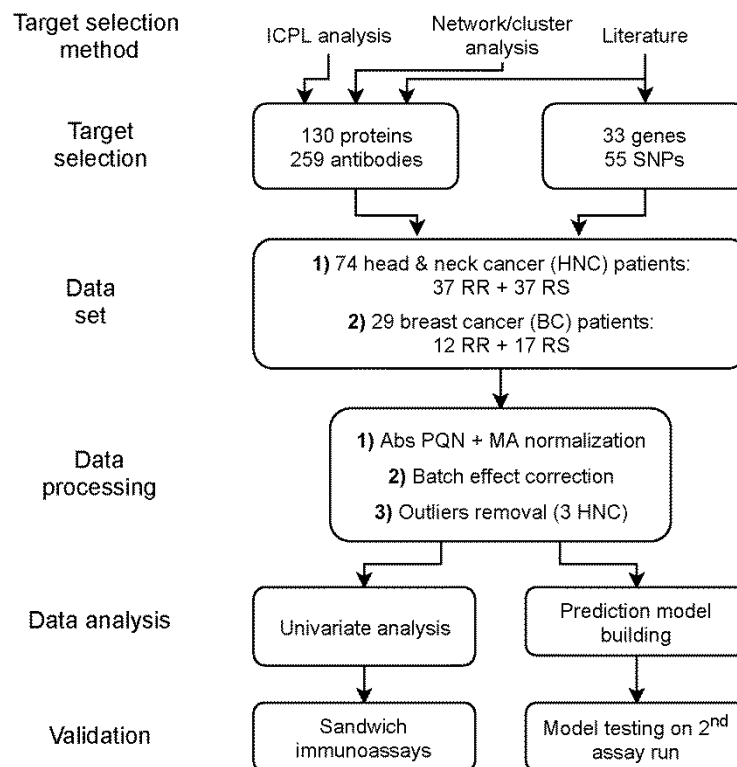 Target selection
method
ICPL analysis
Network/cluster
analysis
Literature
Target
selection
130 proteins
259 antibodies
33 genes
55 SNPs
Data
set
1) 74 head & neck cancer (HNC) patients:
37 RR + 37 RS
2) 29 breast cancer (BC) patients:
12 RR + 17 RS
Data
processing
1) Abs PQN + MA normalization
2) Batch effect correction
3) Outliers removal (3 HNC)
Data analysis
Univariate analysis
Prediction model
building
Validation
Sandwich
immunoassays
Model testing on 2nd
assay run